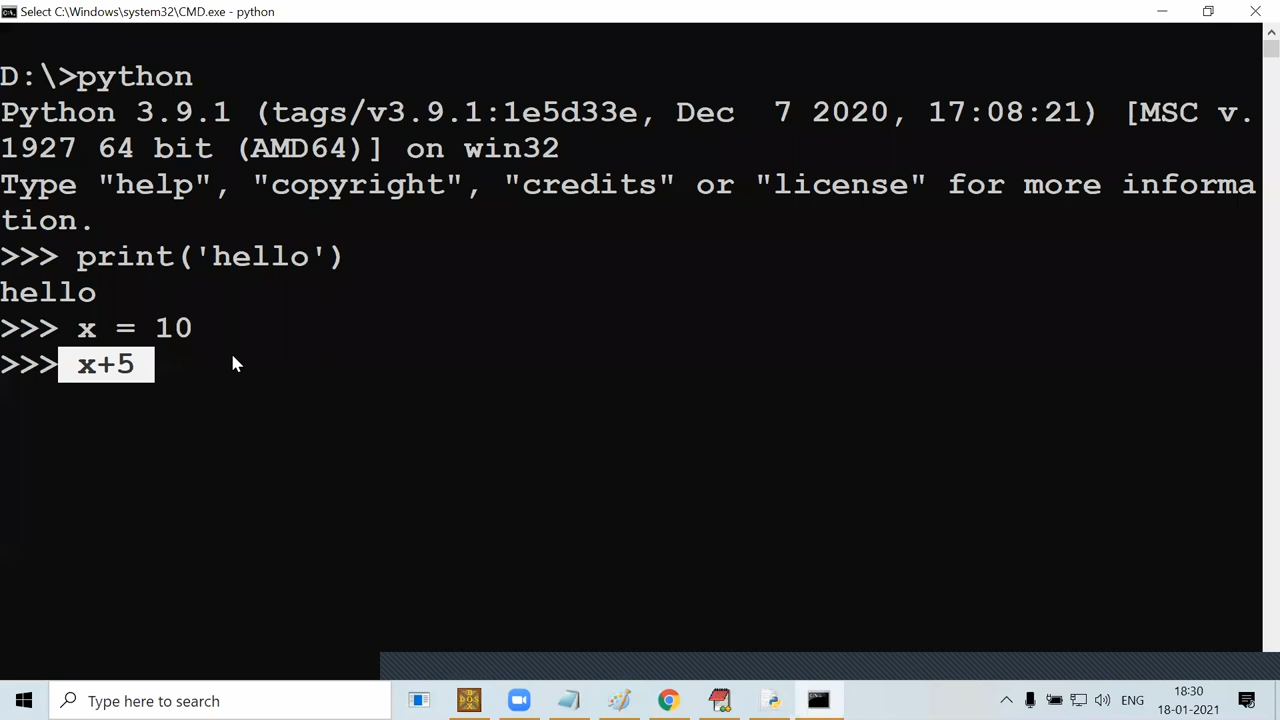 Select C:\Windows\system32\CMD.exe - python
D:\>python
Python 3.9.1 (tags/v3.9.1:1e5d33e, Dec  7 2020, 17:08:21) [MSC v.
1927 64 bit (AMD64)] on win32
Type "help", "copyright", "credits" or "license" for more informa
tion.
>>> print('hello')
hello
>>> x = 10
>>> x+5
Type here to search
ENG
18:30
18-01-2021